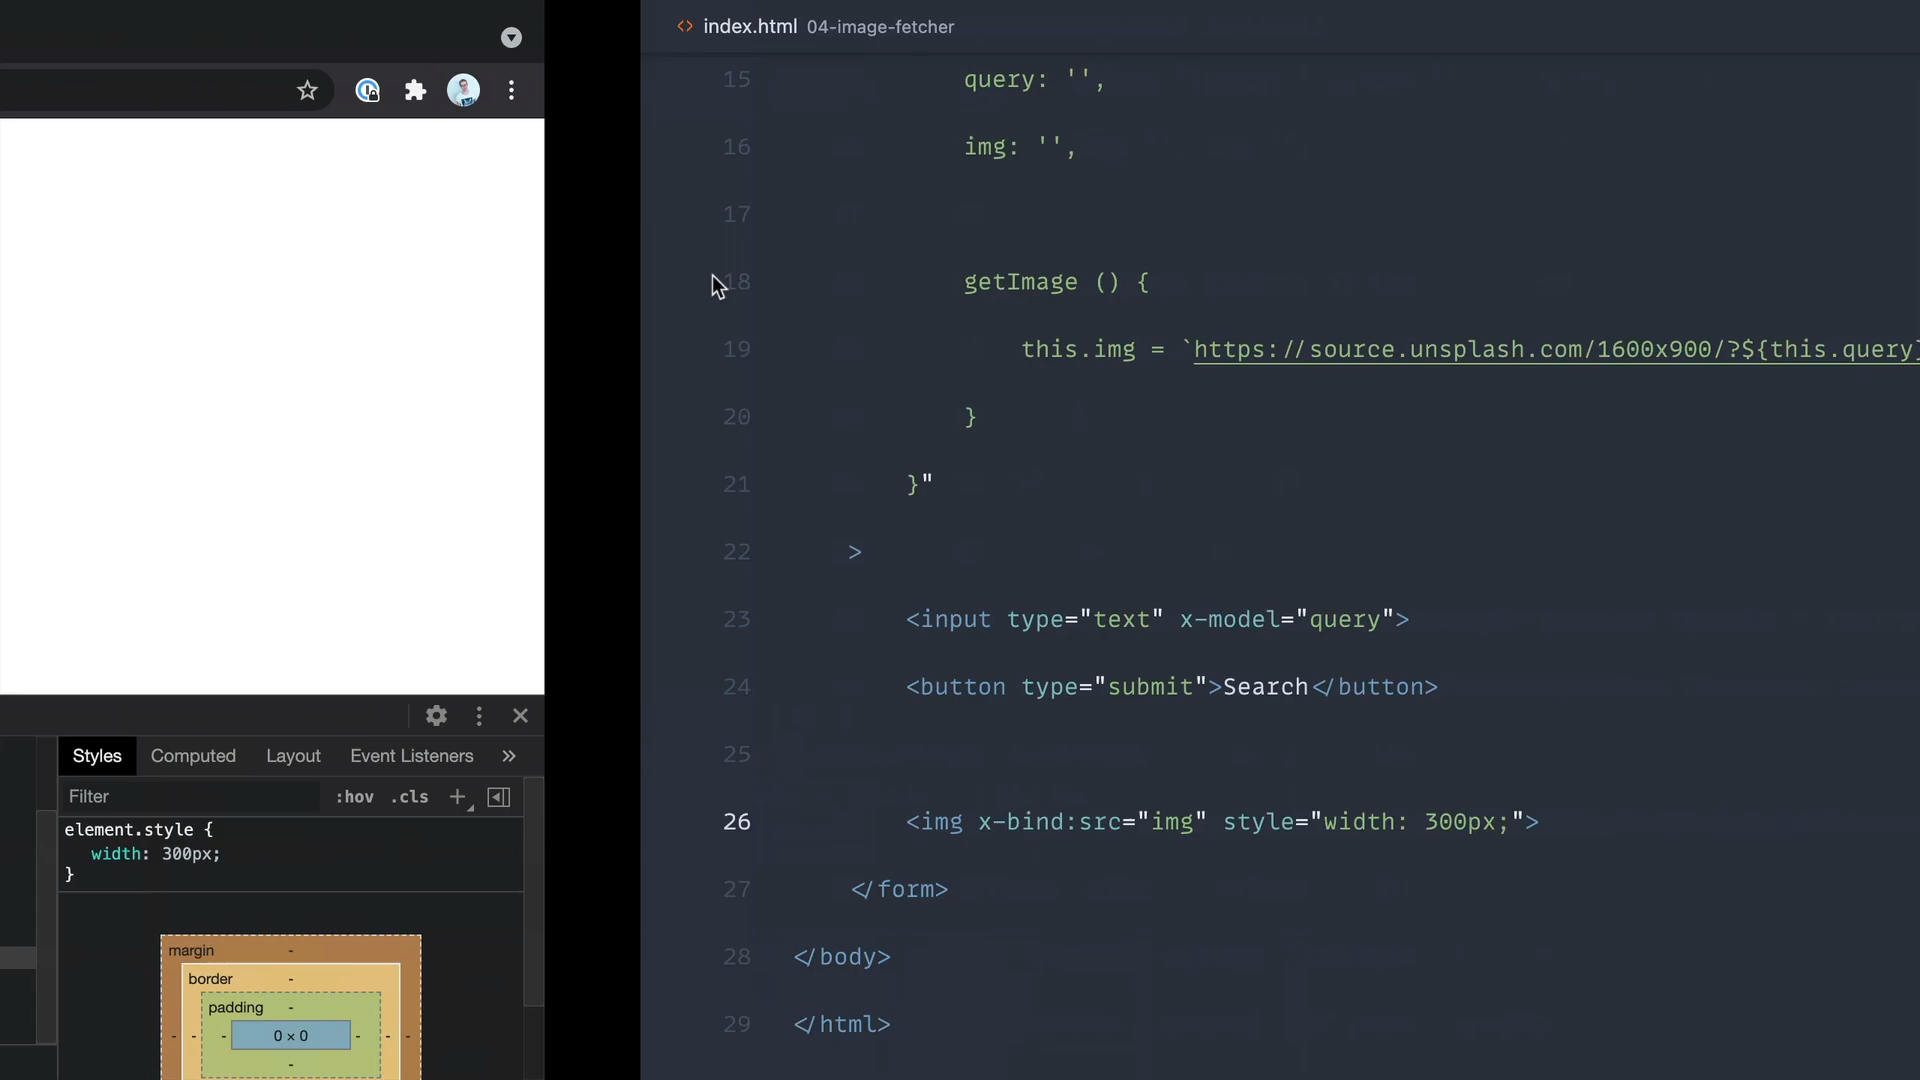 index.html 04-image-fetcher
15 query: '',
16 img: '',
17
18 getImage () {
19 this.img = `https://source.unsplash.com/1600x900/?${this.query}
20 }
21 }"
22 >
23 <input type="text" x-model="query">
24 <button type="submit">Search</button>
25
26 <img x-bind:src="img" style="width: 300px;">
27 </form>
28 </body>
29 </html>
Styles Computed Layout Event Listeners »
Filter :hov .cls +
element.style {
width: 300px;
}
margin -
border -
padding -
- - - 0 × 0 - - -
-